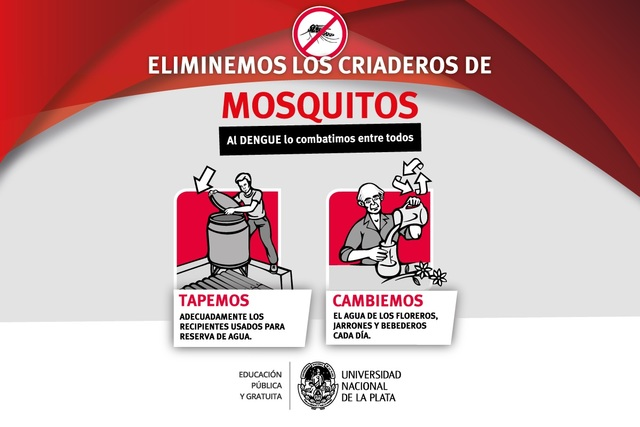 ELIMINEMOS LOS CRIADEROS DE
MOSQUITOS
Al DENGUE lo combatimos entre todos
TAPEMOS
ADECUADAMENTE LOS
RECIPIENTES USADOS PARA
RESERVA DE AGUA.
CAMBIEMOS
EL AGUA DE LOS FLOREROS,
JARRONES Y BEBEDEROS
CADA DÍA.
EDUCACIÓN
PÚBLICA
Y GRATUITA
UNIVERSIDAD
NACIONAL
DE LA PLATA